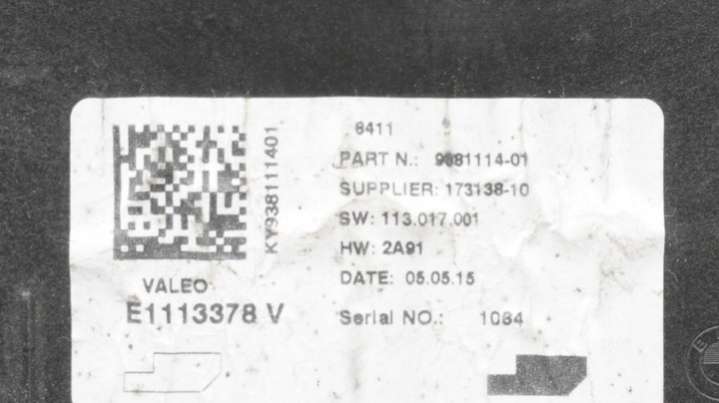 6411
PART N.: 9381114-01
SUPPLIER: 173138-10
SW: 113.017.001
HW: 2A91
DATE: 05.05.15
Serial NO.: 1084
KY938111401
VALEO
E1113378 V